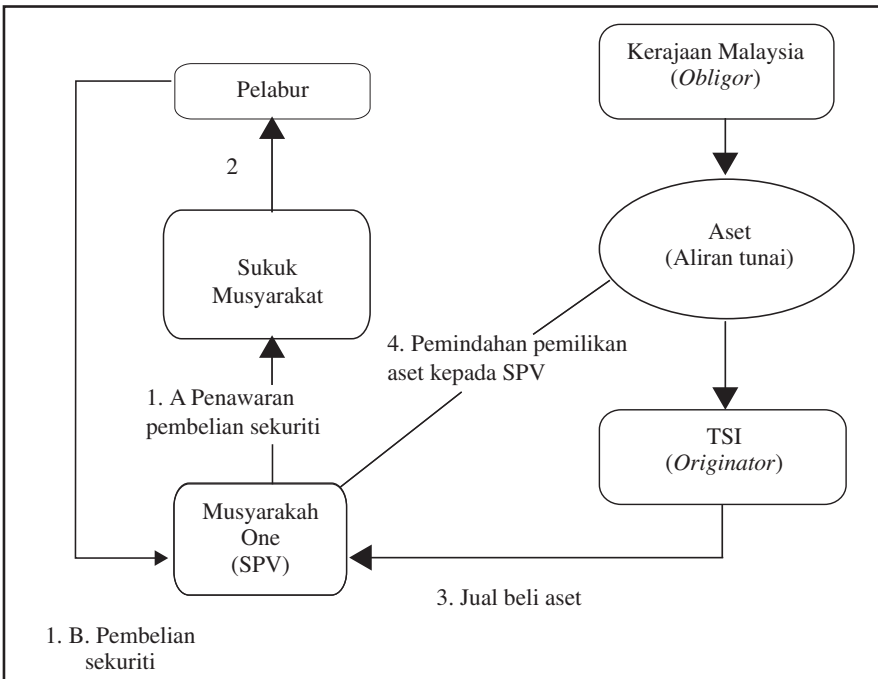 Kerajaan Malaysia
(Obligor)
Pelabur
2
Aset
(Aliran tunai)
Sukuk
Musyarakat
4. Pemindahan pemilikan
aset kepada SPV
1. A Penawaran
pembelian sekuriti
TSI
(Originator)
Musyarakah
One
(SPV)
3. Jual beli aset
1. B. Pembelian
sekuriti